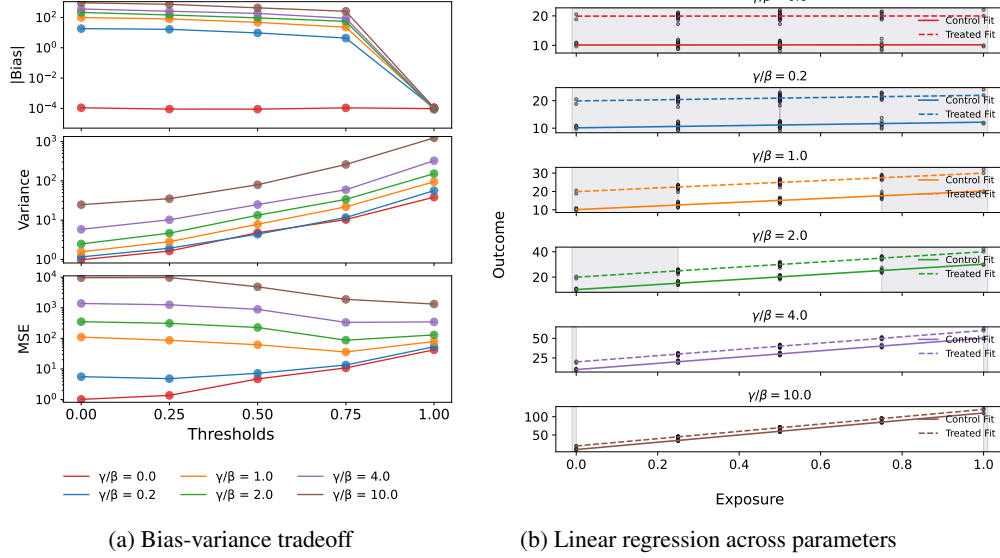 10²
10⁰
10⁻²
10⁻⁴
|Bias|
10³
10²
10¹
10⁰
Variance
10⁴
10³
10²
10¹
10⁰
MSE
0.00 0.25 0.50 0.75 1.00
Thresholds
γ/β = 0.0 γ/β = 1.0 γ/β = 4.0
γ/β = 0.2 γ/β = 2.0 γ/β = 10.0
(a) Bias-variance tradeoff
20
10
Control Fit
Treated Fit
γ/β = 0.2
20
10
Control Fit
Treated Fit
γ/β = 1.0
30
20
10
Control Fit
Treated Fit
γ/β = 2.0
40
20
Control Fit
Treated Fit
γ/β = 4.0
50
25
Control Fit
Treated Fit
γ/β = 10.0
100
50
Control Fit
Treated Fit
Outcome
0.0 0.2 0.4 0.6 0.8 1.0
Exposure
(b) Linear regression across parameters